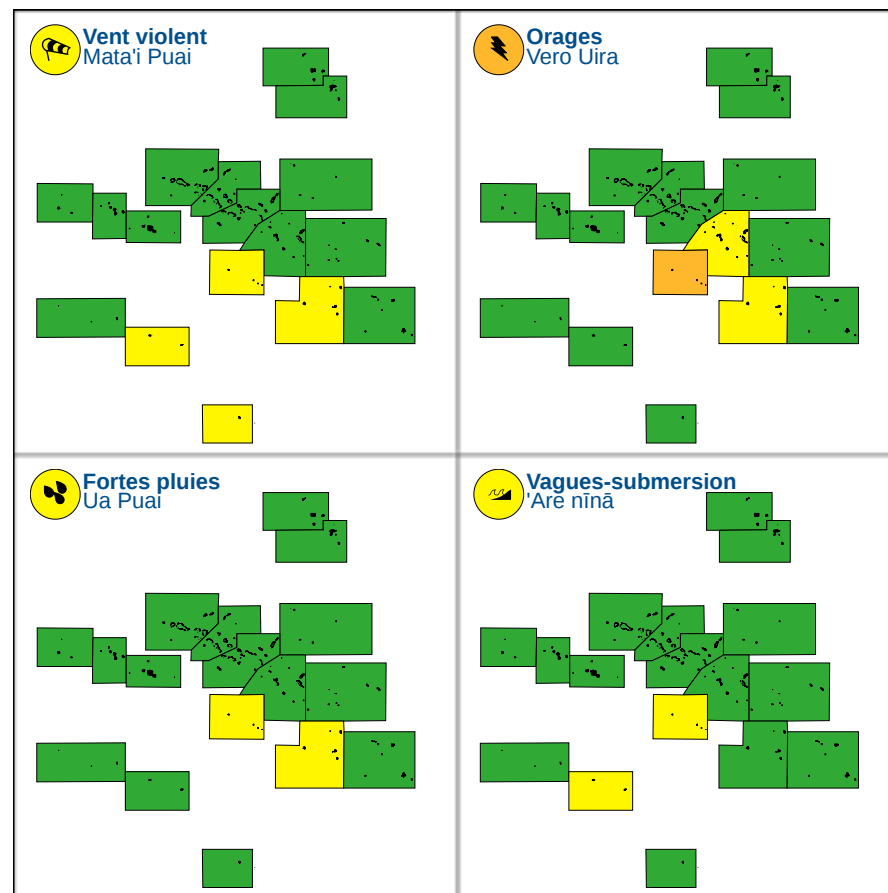 Vent violent
Mata'i Puai
Orages
Vero Uira
Fortes pluies
Ua Puai
Vagues-submersion
'Are nīnā